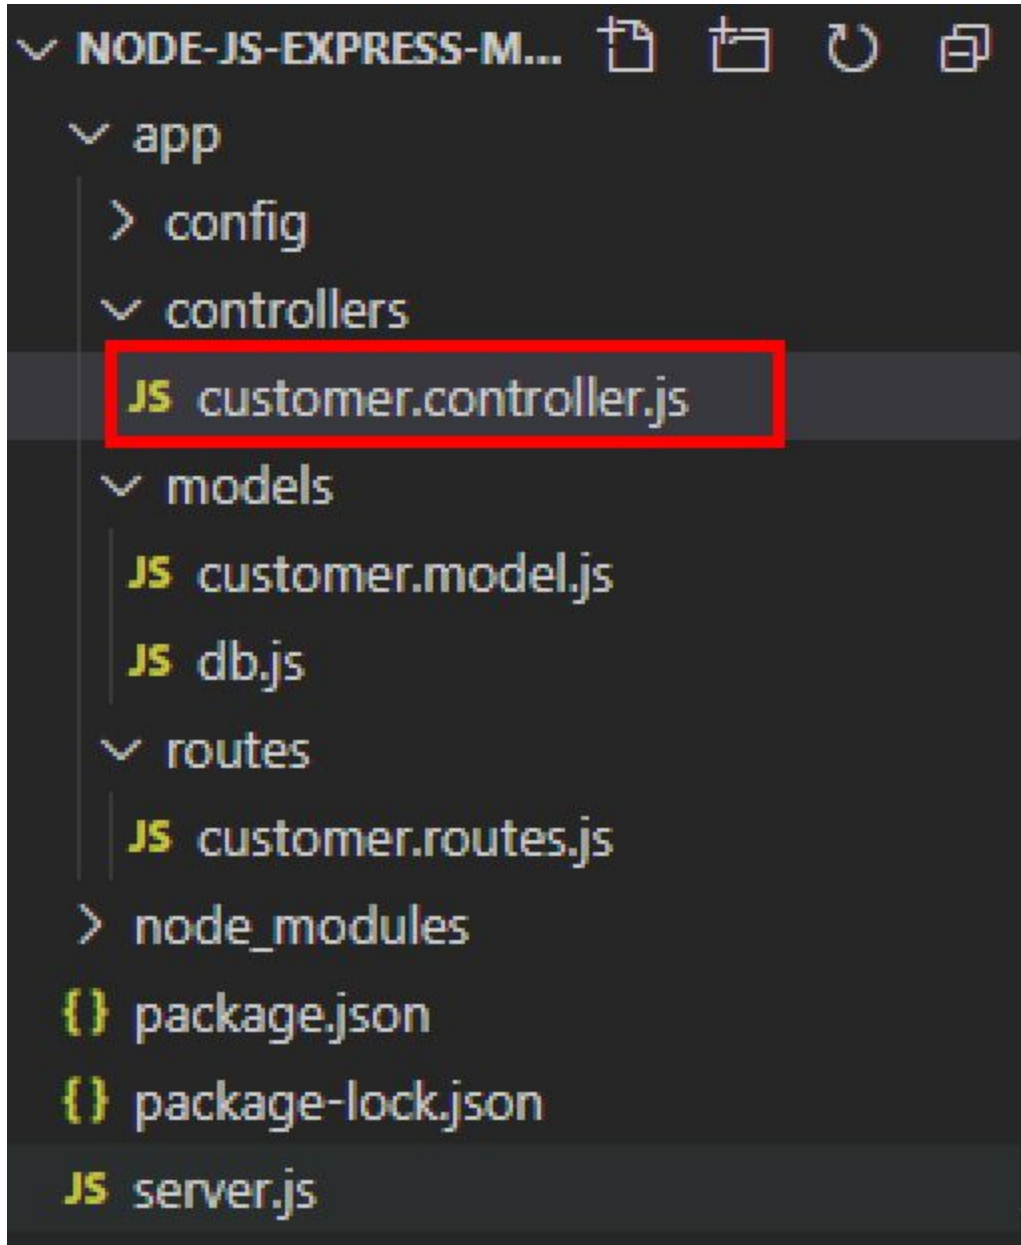 NODE-JS-EXPRESS-M...
app
config
controllers
JS customer.controller.js
models
JS customer.model.js
JS db.js
routes
JS customer.routes.js
node_modules
{} package.json
{} package-lock.json
JS server.js